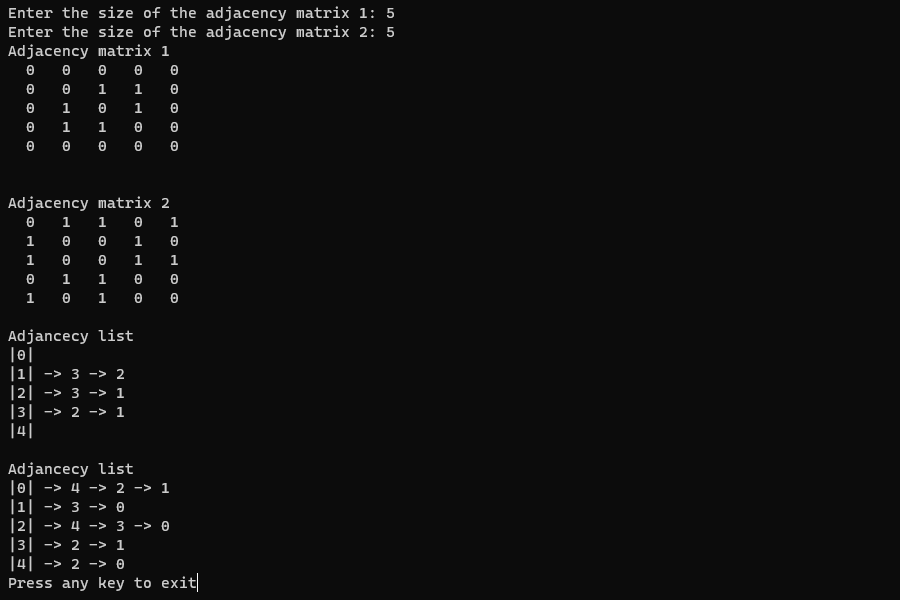 Enter the size of the adjacency matrix 1: 5
Enter the size of the adjacency matrix 2: 5
Adjacency matrix 1
  0   0   0   0   0
  0   0   1   1   0
  0   1   0   1   0
  0   1   1   0   0
  0   0   0   0   0
Adjacency matrix 2
  0   1   1   0   1
  1   0   0   1   0
  1   0   0   1   1
  0   1   1   0   0
  1   0   1   0   0
Adjancecy list
|0|
|1| -> 3 -> 2
|2| -> 3 -> 1
|3| -> 2 -> 1
|4|
Adjancecy list
|0| -> 4 -> 2 -> 1
|1| -> 3 -> 0
|2| -> 4 -> 3 -> 0
|3| -> 2 -> 1
|4| -> 2 -> 0
Press any key to exit